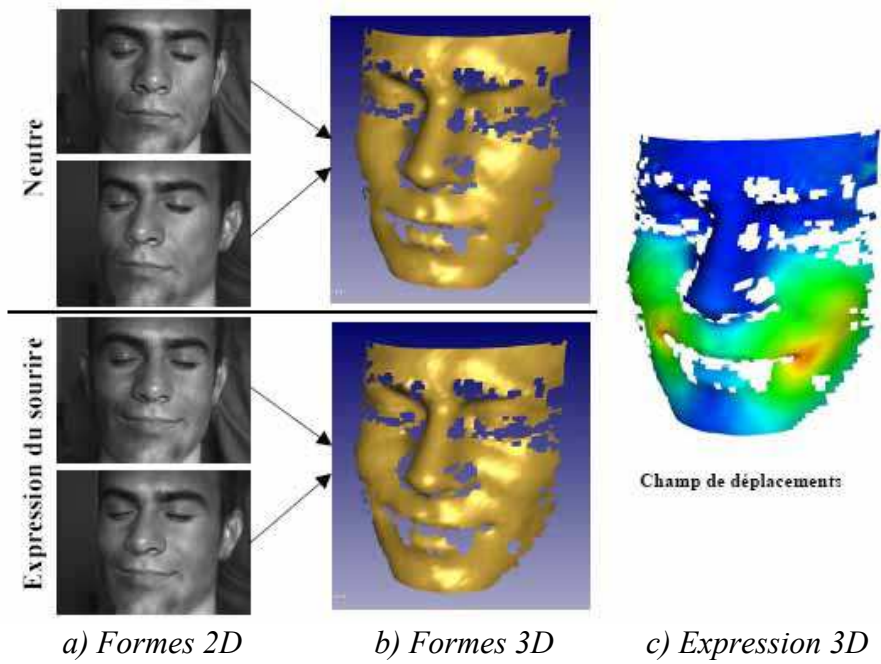 Neutre
Expression du sourire
Champ de déplacements
a) Formes 2D
b) Formes 3D
c) Expression 3D